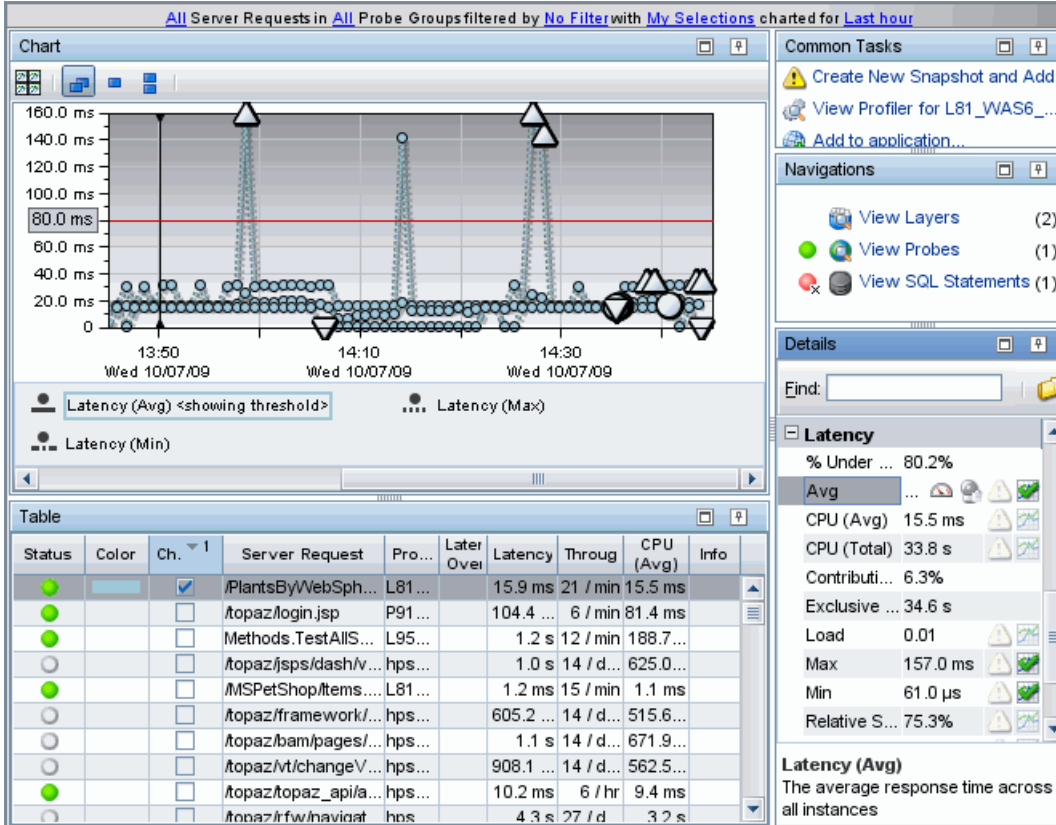 All Server Requests in All Probe Groups filtered by No Filter with My Selections charted for Last hour
Chart
160.0 ms
140.0 ms
120.0 ms
100.0 ms
80.0 ms
60.0 ms
40.0 ms
20.0 ms
0
13:50 14:10 14:30
Wed 10/07/09 Wed 10/07/09 Wed 10/07/09
Latency (Avg) <showing threshold> Latency (Max)
Latency (Min)
Table
Status Color Ch. 1 Server Request Pro... Later Over Latency Throug CPU (Avg) Info
/PlantsByWebSph... L81... 15.9 ms 21 / min 15.5 ms
/topaz/login.jsp P91... 104.4 ... 6 / min 81.4 ms
Methods.TestAllS... L95... 1.2 s 12 / min 188.7...
/topaz/jsps/dash/v... hps... 1.0 s 14 / d... 625.0...
/MSPetShop/Items.... L81... 1.2 ms 15 / min 1.1 ms
/topaz/framework/... hps... 605.2 ... 14 / d... 515.6...
/topaz/bam/pages/... hps... 1.1 s 14 / d... 671.9...
/topaz/vt/changeV... hps... 908.1 ... 14 / d... 562.5...
/topaz/topaz_api/a... hps... 10.2 ms 6 / hr 9.4 ms
/topaz/rfw/navigat hps 4.3 s 27 / d 3.2 s
Common Tasks
Create New Snapshot and Add
View Profiler for L81_WAS6_...
Add to application...
Navigations
View Layers (2)
View Probes (1)
View SQL Statements (1)
Details
Find:
Latency
% Under ... 80.2%
Avg ...
CPU (Avg) 15.5 ms
CPU (Total) 33.8 s
Contributi... 6.3%
Exclusive ... 34.6 s
Load 0.01
Max 157.0 ms
Min 61.0 µs
Relative S... 75.3%
Latency (Avg)
The average response time across
all instances